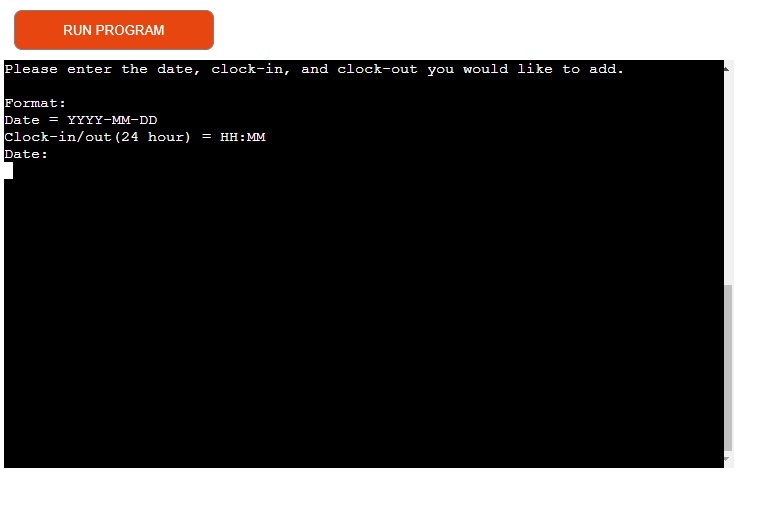 RUN PROGRAM
Please enter the date, clock-in, and clock-out you would like to add.
Format:
Date = YYYY-MM-DD
Clock-in/out(24 hour) = HH:MM
Date: